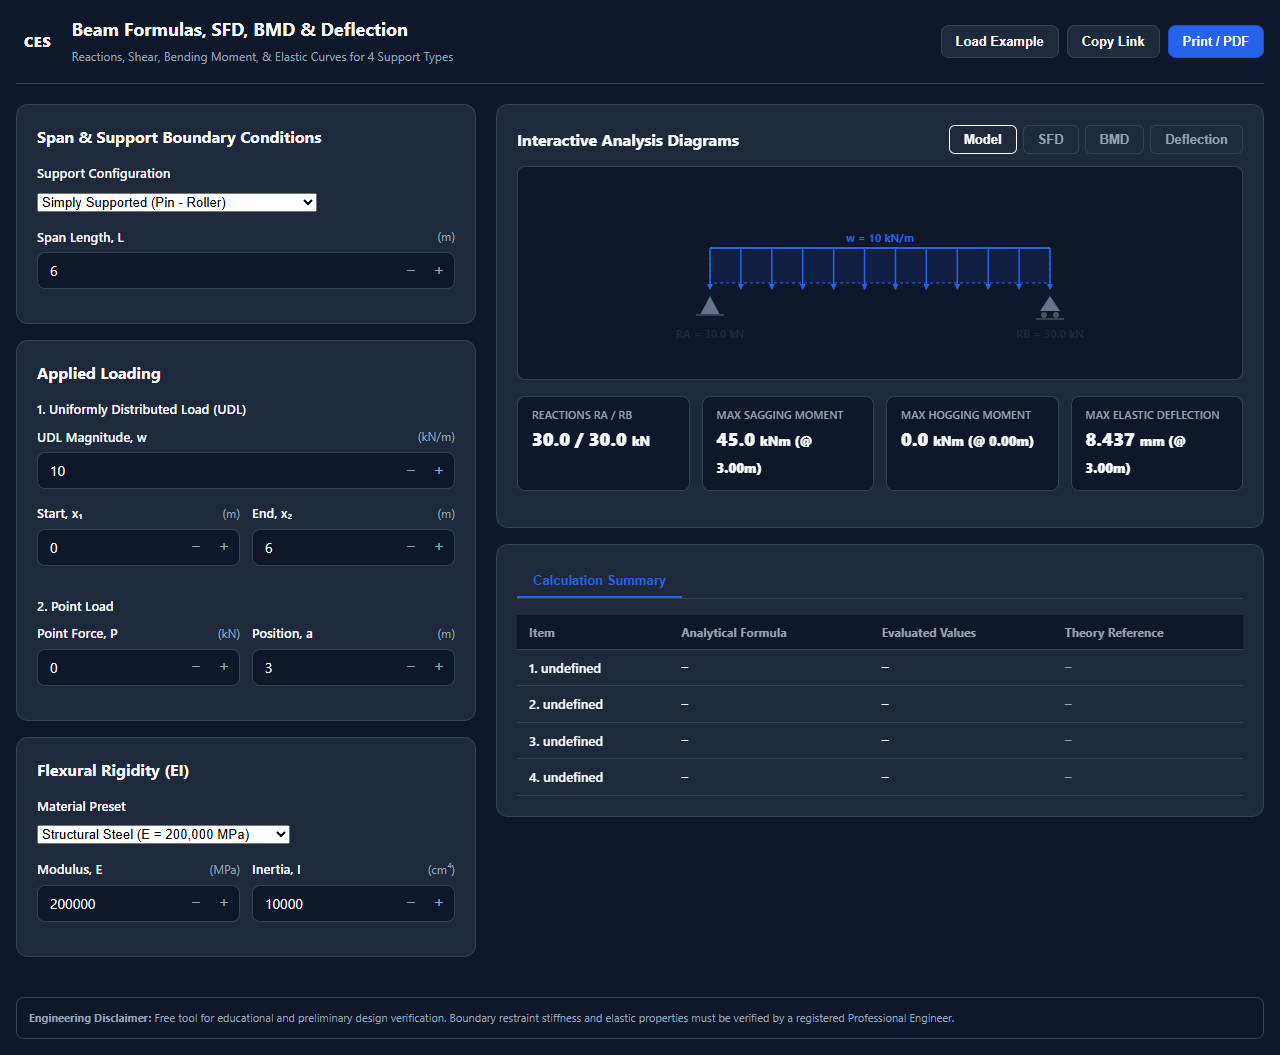 CES
Beam Formulas, SFD, BMD & Deflection
Reactions, Shear, Bending Moment, & Elastic Curves for 4 Support Types
Load Example
Copy Link
Print / PDF
Span & Support Boundary Conditions
Support Configuration
Simply Supported (Pin - Roller)
Span Length, L (m)
6 − +
Applied Loading
1. Uniformly Distributed Load (UDL)
UDL Magnitude, w (kN/m)
10 − +
Start, x₁ (m) End, x₂ (m)
0 − + 6 − +
2. Point Load
Point Force, P (kN) Position, a (m)
0 − + 3 − +
Flexural Rigidity (EI)
Material Preset
Structural Steel (E = 200,000 MPa)
Modulus, E (MPa) Inertia, I (cm⁴)
200000 − + 10000 − +
Interactive Analysis Diagrams
Model SFD BMD Deflection
w = 10 kN/m
RA = 30.0 kN RB = 30.0 kN
REACTIONS RA / RB
30.0 / 30.0 kN
MAX SAGGING MOMENT
45.0 kNm (@
3.00m)
MAX HOGGING MOMENT
0.0 kNm (@ 0.00m)
MAX ELASTIC DEFLECTION
8.437 mm (@
3.00m)
Calculation Summary
Item Analytical Formula Evaluated Values Theory Reference
1. undefined – – –
2. undefined – – –
3. undefined – – –
4. undefined – – –
Engineering Disclaimer: Free tool for educational and preliminary design verification. Boundary restraint stiffness and elastic properties must be verified by a registered Professional Engineer.